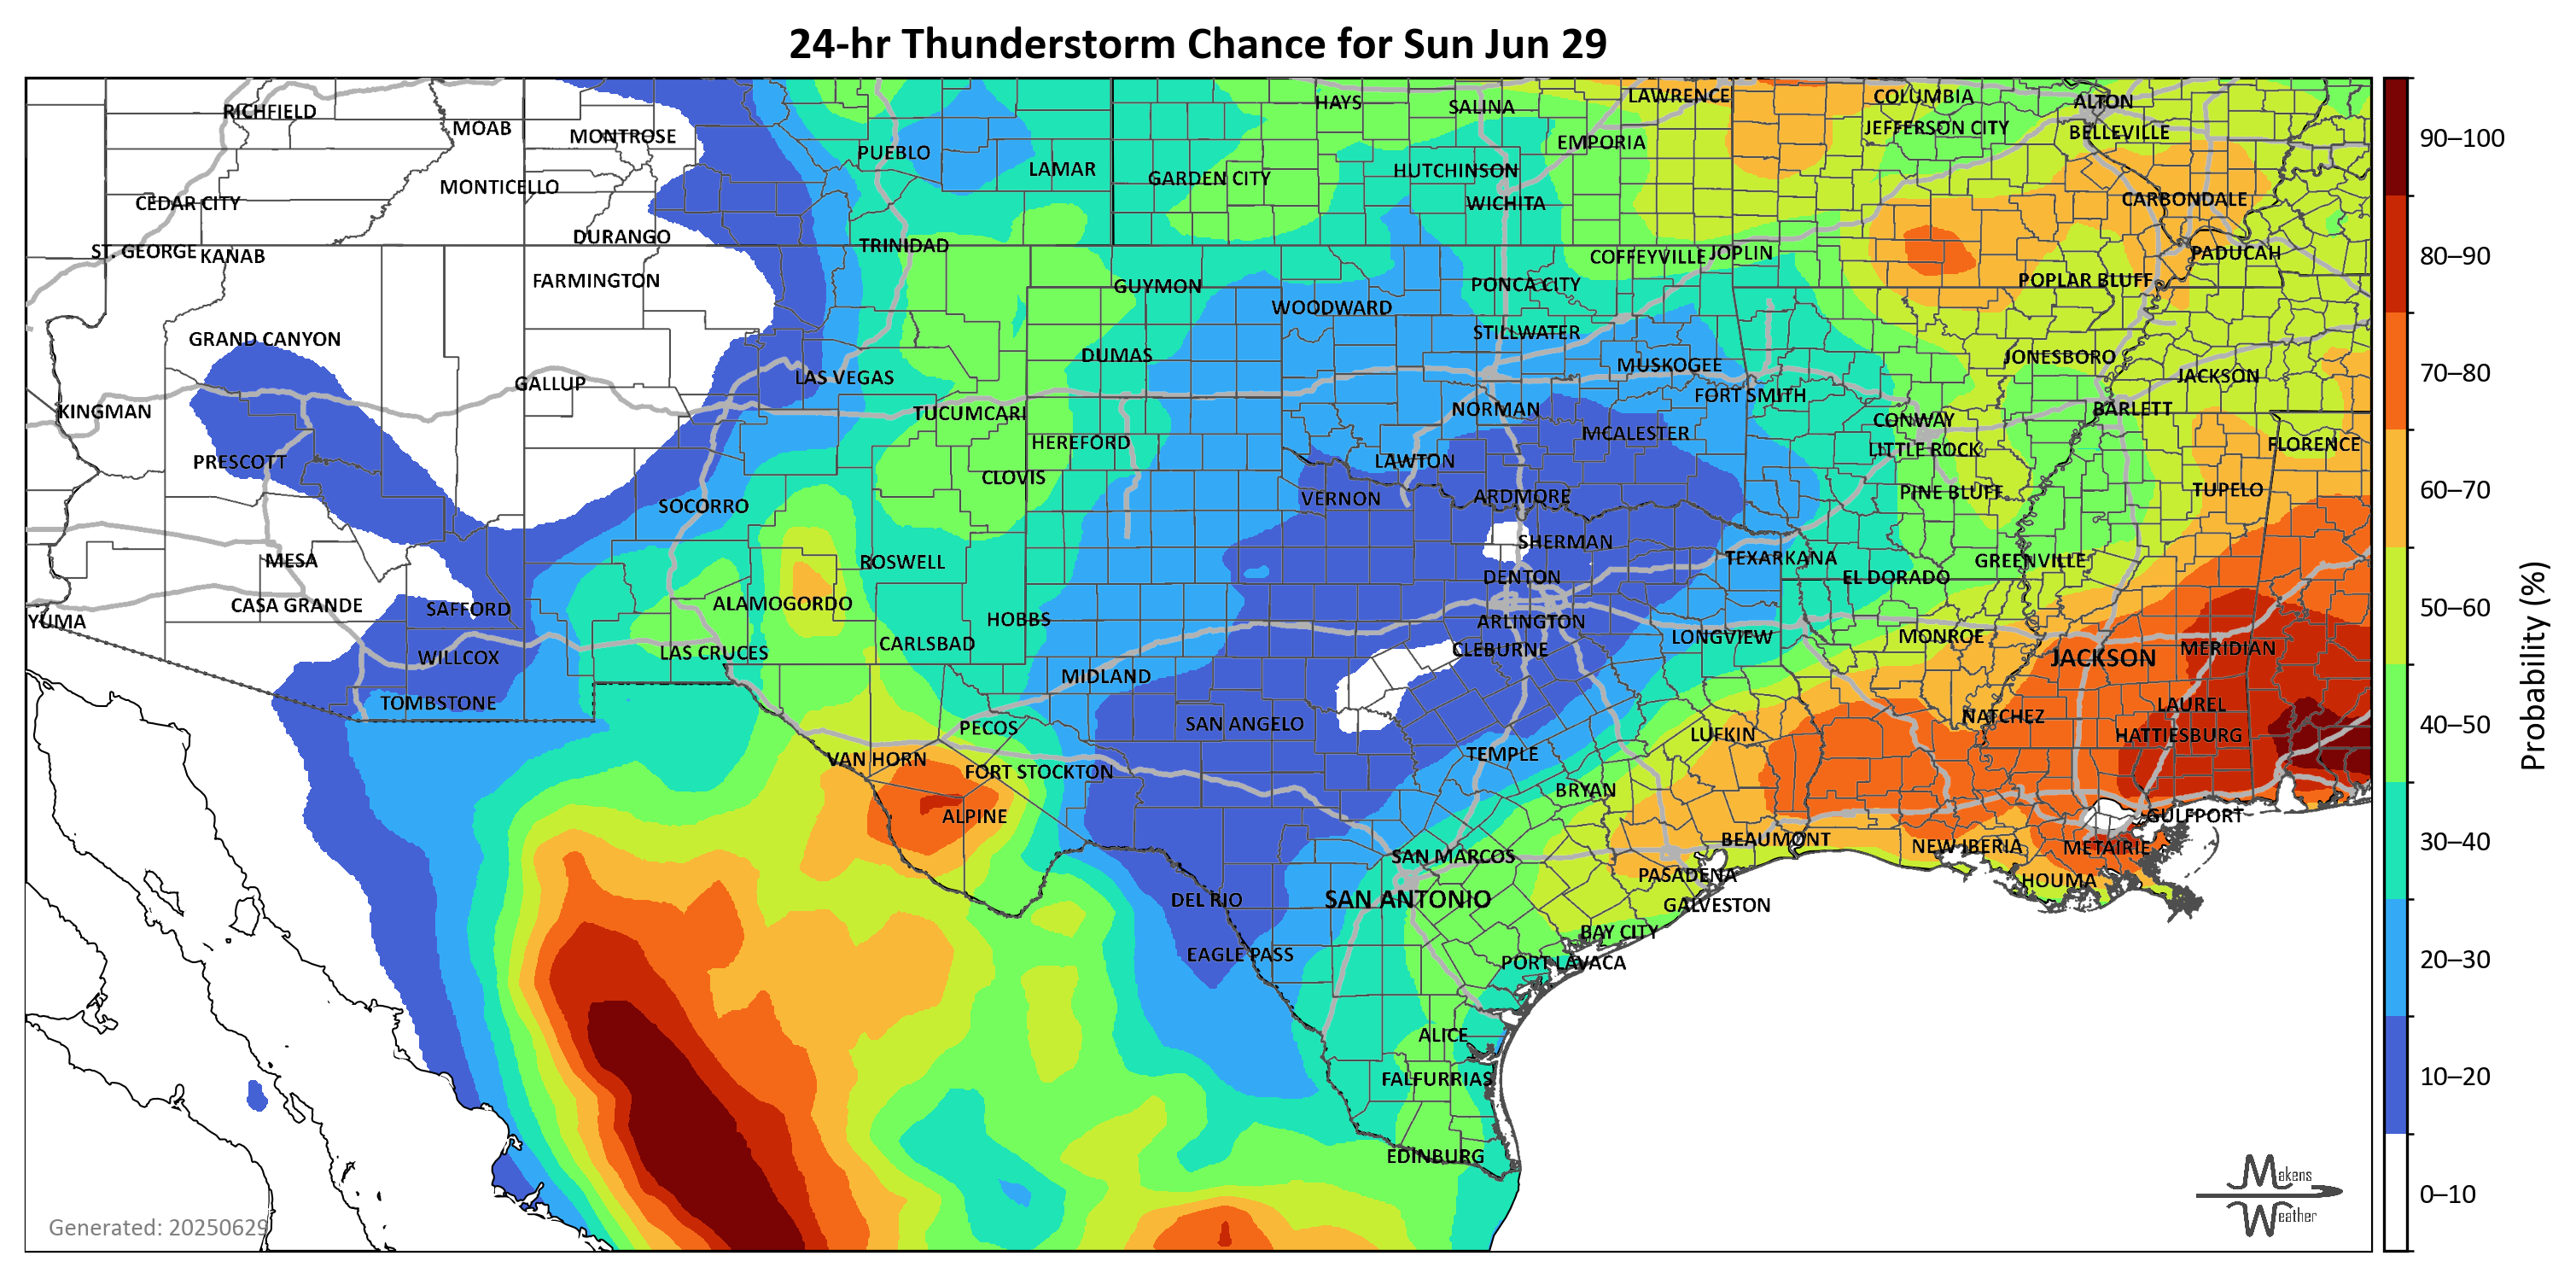 24-hr Thunderstorm Chance for Sun Jun 29
RICHFIELD
MOAB
MONTROSE
PUEBLO
LAMAR
HAYS
SALINA
LAWRENCE
COLUMBIA
ALTON
JEFFERSON CITY
BELLEVILLE
EMPORIA
GARDEN CITY
HUTCHINSON
MONTICELLO
CEDAR CITY
WICHITA
CARBONDALE
DURANGO
TRINIDAD
ST. GEORGE
KANAB
COFFEYVILLE
JOPLIN
PADUCAH
FARMINGTON
GUYMON
PONCA CITY
POPLAR BLUFF
WOODWARD
GRAND CANYON
STILLWATER
DUMAS
MUSKOGEE
JONESBORO
GALLUP
LAS VEGAS
JACKSON
FORT SMITH
KINGMAN
TUCUMCARI
NORMAN
BARLETT
CONWAY
HEREFORD
MCALESTER
LITTLE ROCK
FLORENCE
PRESCOTT
CLOVIS
LAWTON
SOCORRO
VERNON
ARDMORE
PINE BLUFF
TUPELO
MESA
ROSWELL
SHERMAN
TEXARKANA
GREENVILLE
DENTON
EL DORADO
CASA GRANDE
SAFFORD
ALAMOGORDO
YUMA
HOBBS
ARLINGTON
LONGVIEW
MONROE
WILLCOX
LAS CRUCES
CARLSBAD
CLEBURNE
JACKSON
MERIDIAN
TOMBSTONE
MIDLAND
SAN ANGELO
NATCHEZ
LAUREL
PECOS
LUFKIN
HATTIESBURG
VAN HORN
FORT STOCKTON
TEMPLE
BRYAN
ALPINE
GULFPORT
BEAUMONT
NEW IBERIA
METAIRIE
SAN MARCOS
PASADENA
HOUMA
DEL RIO
SAN ANTONIO
GALVESTON
EAGLE PASS
BAY CITY
PORT LAVACA
ALICE
FALFURRIAS
EDINBURG
Generated: 20250629
Makens
Weather
90–100
80–90
70–80
60–70
50–60
40–50
30–40
20–30
10–20
0–10
Probability (%)